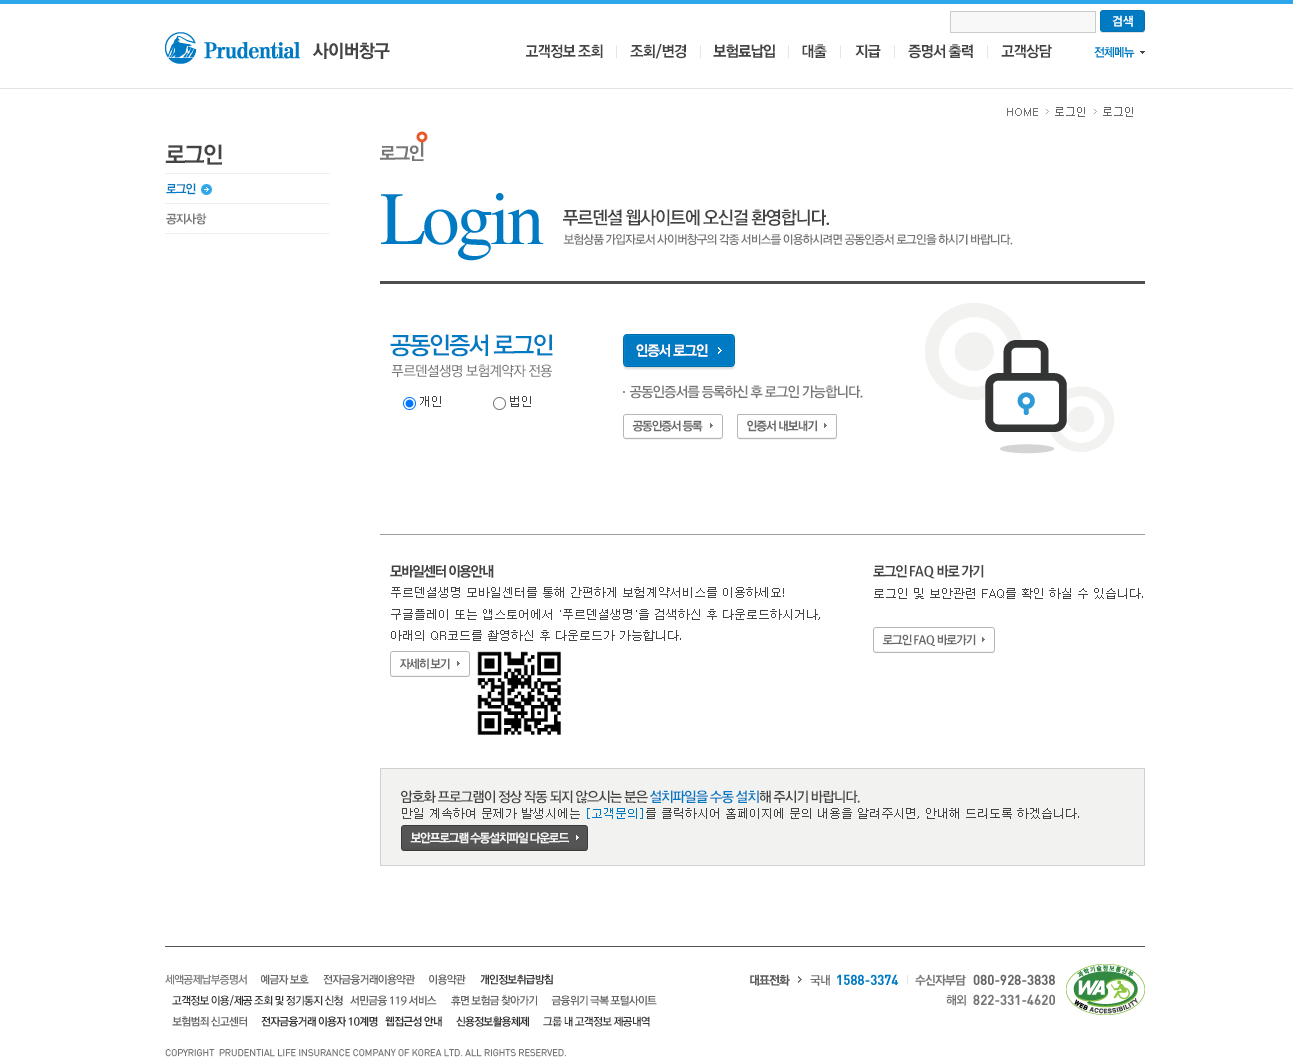 검색
Prudential 사이버창구
고객정보 조회 조회/변경 보험료납입 대출 지급 증명서 출력 고객상담 전체메뉴
HOME > 로그인 > 로그인
로그인
로그인
공지사항
로그인
Login
푸르덴셜 웹사이트에 오신걸 환영합니다.
보험상품 가입자로서 사이버창구의 각종 서비스를 이용하시려면 공동인증서 로그인을 하시기 바랍니다.
공동인증서 로그인
푸르덴셜생명 보험계약자 전용
개인 법인
인증서 로그인
· 공동인증서를 등록하신 후 로그인 가능합니다.
공동인증서 등록 인증서 내보내기
모바일센터 이용안내
푸르덴셜생명 모바일센터를 통해 간편하게 보험계약서비스를 이용하세요!
구글플레이 또는 앱스토어에서 '푸르덴셜생명'을 검색하신 후 다운로드하시거나,
아래의 QR코드를 촬영하신 후 다운로드가 가능합니다.
자세히 보기
로그인 FAQ 바로 가기
로그인 및 보안관련 FAQ를 확인 하실 수 있습니다.
로그인 FAQ 바로가기
암호화 프로그램이 정상 작동 되지 않으시는 분은 설치파일을 수동 설치해 주시기 바랍니다.
만일 계속하여 문제가 발생시에는 [고객문의]를 클릭하시어 홈페이지에 문의 내용을 알려주시면, 안내해 드리도록 하겠습니다.
보안프로그램 수동설치파일 다운로드
세액공제납부증명서 예금자 보호 전자금융거래이용약관 이용약관 개인정보취급방침
고객정보 이용/제공 조회 및 정기통지 신청 서민금융 119 서비스 휴면 보험금 찾아가기 금융위기 극복 포털사이트
보험범죄 신고센터 전자금융거래 이용자 10계명 웹접근성 안내 신용정보활용체제 그룹 내 고객정보 제공내역
COPYRIGHT PRUDENTIAL LIFE INSURANCE COMPANY OF KOREA LTD. ALL RIGHTS RESERVED.
대표전화 > 국내 1588-3374 수신자부담 080-928-3838
해외 822-331-4620
과학기술정보통신부
WA
WEB ACCESSIBILITY